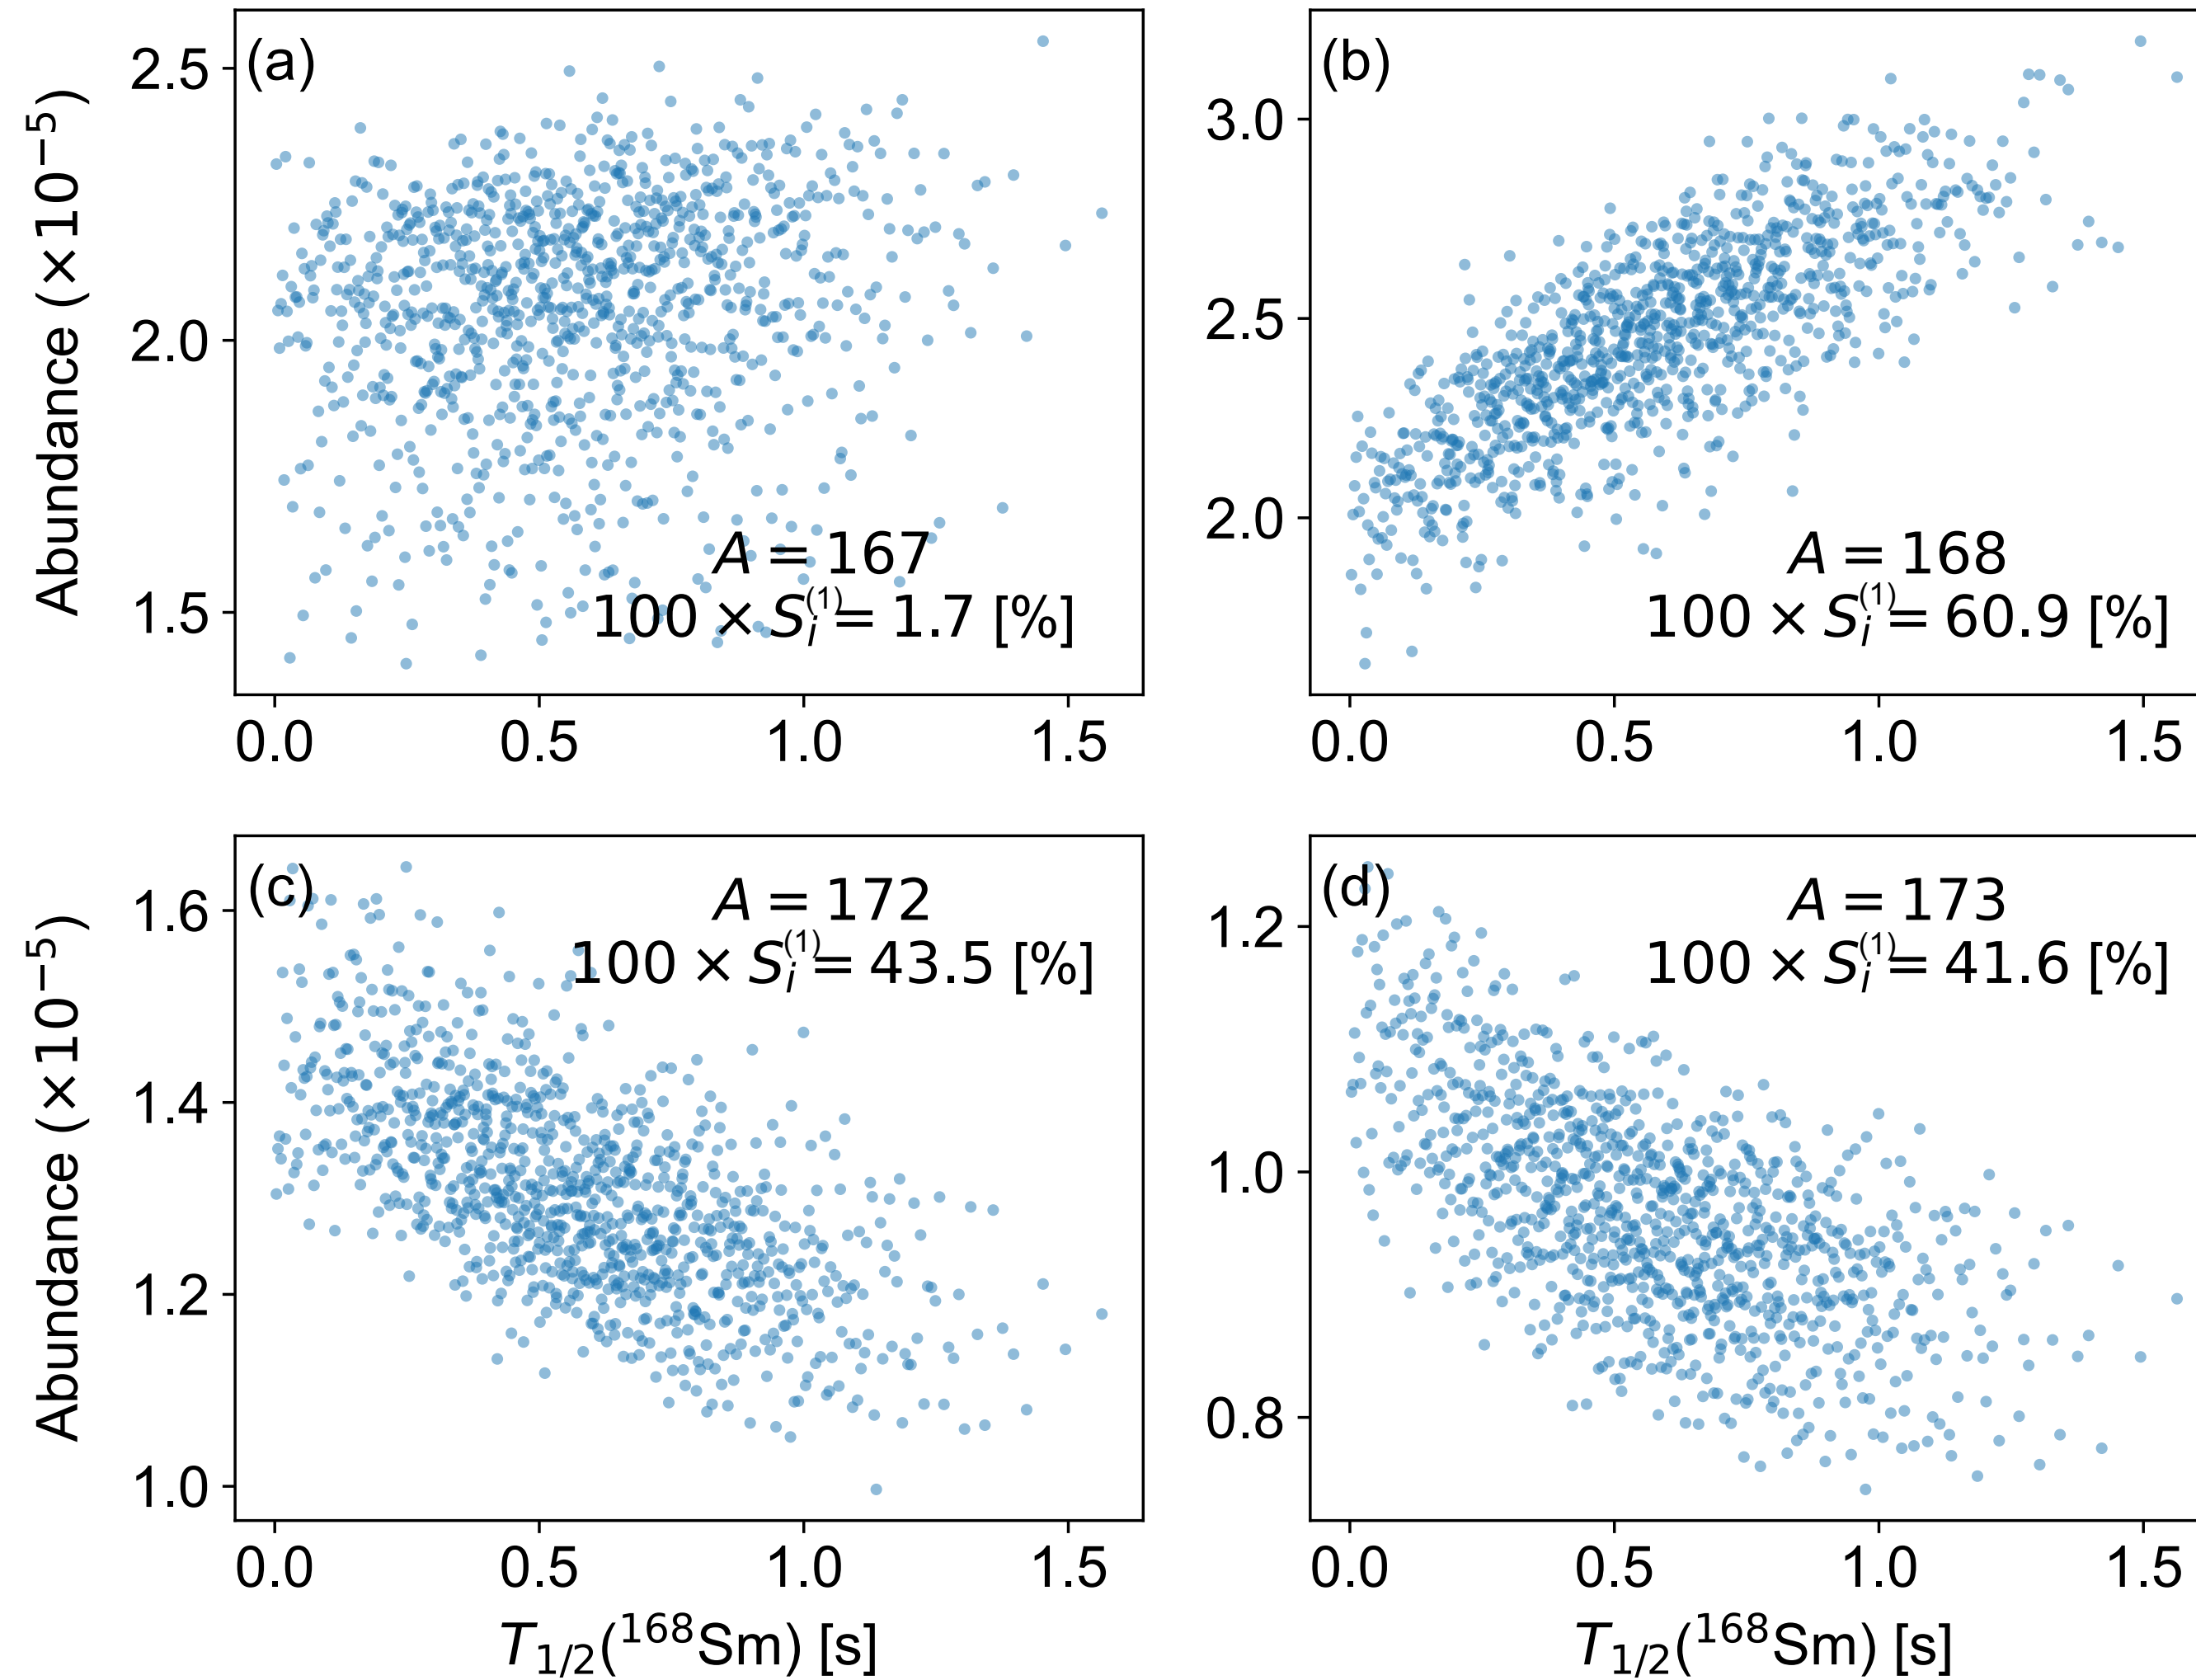 (a)
Abundance (×10⁻⁵)
2.5
2.0
1.5
A = 167
100 × Sᵢ⁽¹⁾= 1.7 [%]
0.0 0.5 1.0 1.5
(b)
3.0
2.5
2.0
A = 168
100 × Sᵢ⁽¹⁾= 60.9 [%]
0.0 0.5 1.0 1.5
(c)
Abundance (×10⁻⁵)
1.6
1.4
1.2
1.0
A = 172
100 × Sᵢ⁽¹⁾= 43.5 [%]
0.0 0.5 1.0 1.5
T₁/₂(¹⁶⁸Sm) [s]
(d)
1.2
1.0
0.8
A = 173
100 × Sᵢ⁽¹⁾= 41.6 [%]
0.0 0.5 1.0 1.5
T₁/₂(¹⁶⁸Sm) [s]